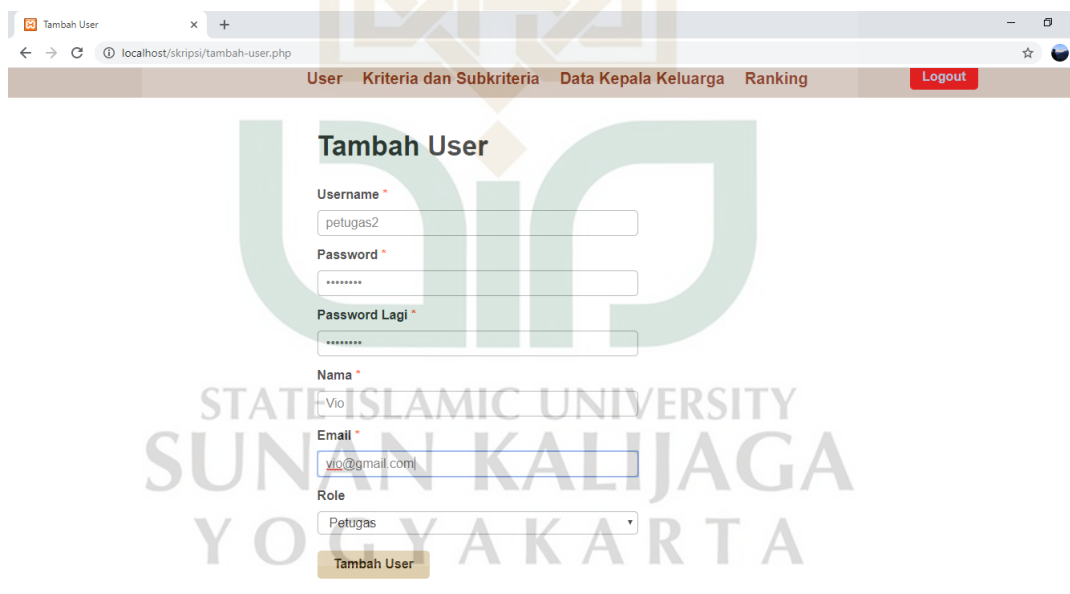 Tambah User
localhost/skripsi/tambah-user.php
User Kriteria dan Subkriteria Data Kepala Keluarga Ranking Logout
Tambah User
Username *
petugas2
Password *
••••••••
Password Lagi *
••••••••
Nama *
Vio
Email *
vio@gmail.com
Role
Petugas
Tambah User
STATE ISLAMIC UNIVERSITY
SUNAN KALIJAGA
YOGYAKARTA